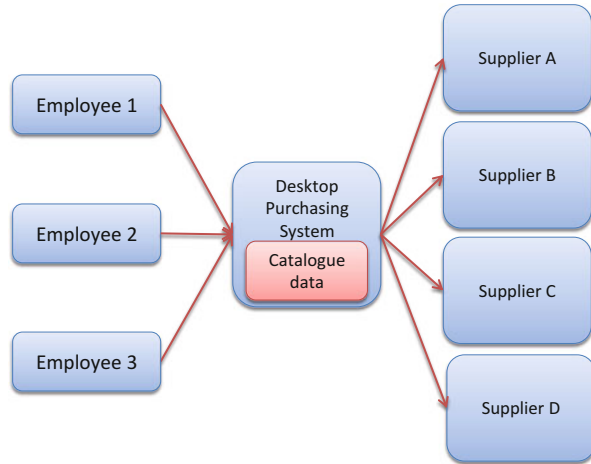 Employee 1
Employee 2
Employee 3
Desktop
Purchasing
System
Catalogue
data
Supplier A
Supplier B
Supplier C
Supplier D